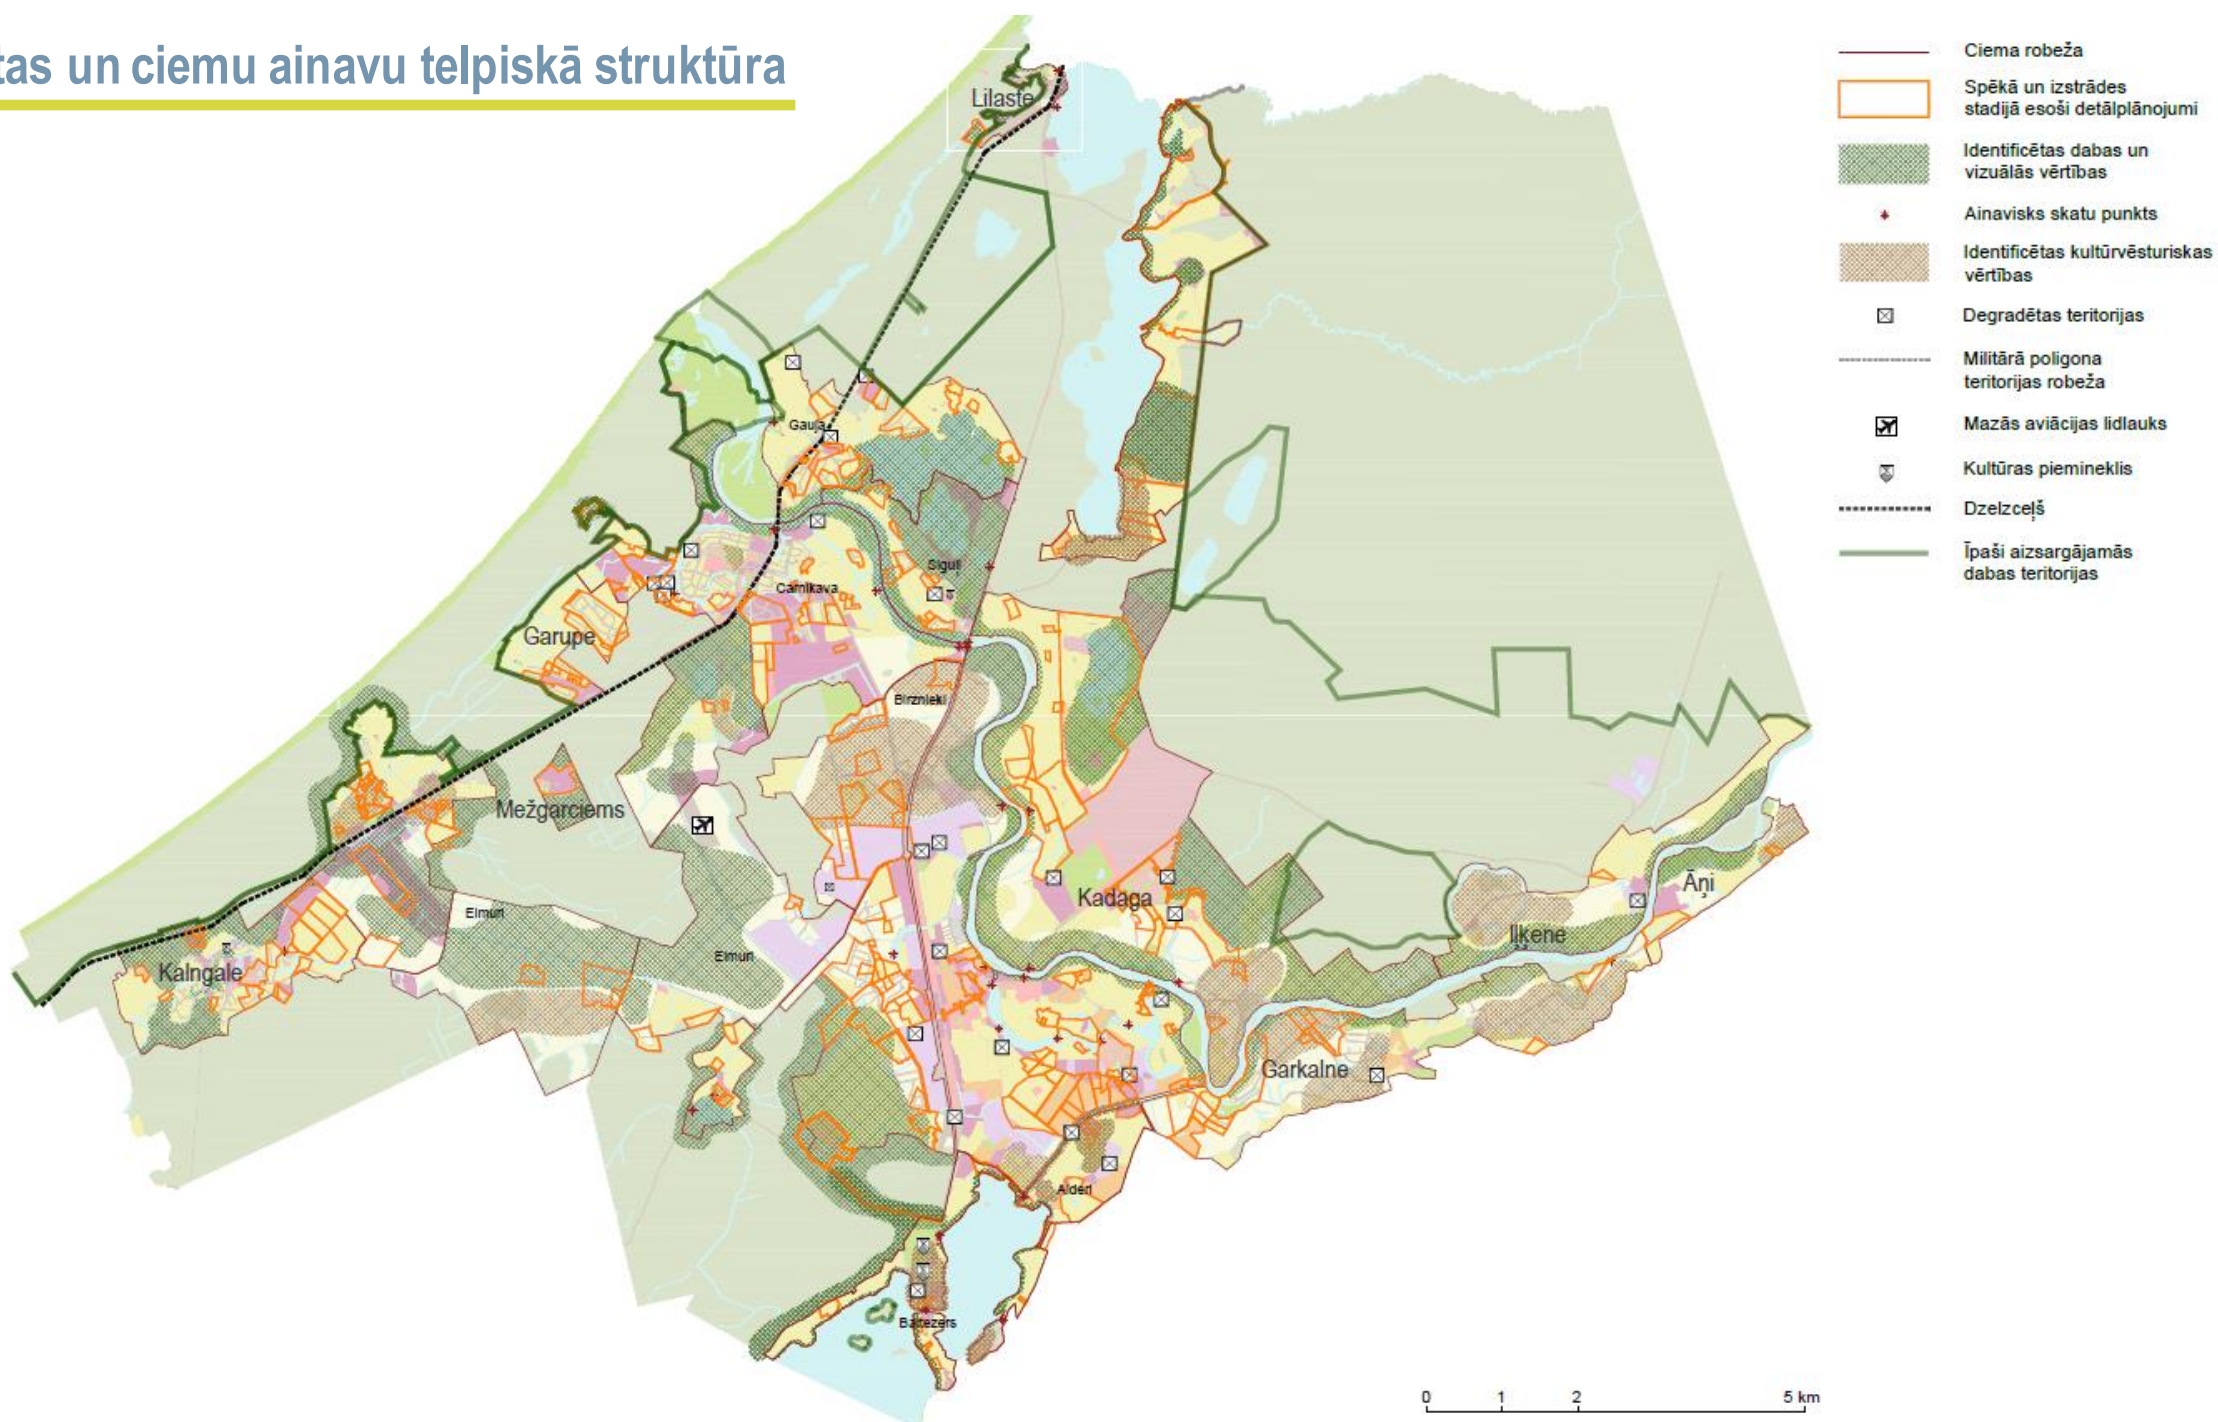 tas un ciemu ainavu telpiskā struktūra
Lilaste
Gauja
Siguļi
Carnikava
Garupe
Birznieki
Mežgarciems
Kadaga
Āņi
Iļķene
Eimuri
Eimuri
Kalngale
Garkalne
Alderi
Baltezers
Ciema robeža
Spēkā un izstrādes
stadijā esoši detālplānojumi
Identificētas dabas un
vizuālās vērtības
Ainavisks skatu punkts
Identificētas kultūrvēsturiskas
vērtības
Degradētas teritorijas
Militārā poligona
teritorijas robeža
Mazās aviācijas lidlauks
Kultūras piemineklis
Dzelzceļš
Īpaši aizsargājamās
dabas teritorijas
0 1 2 5 km